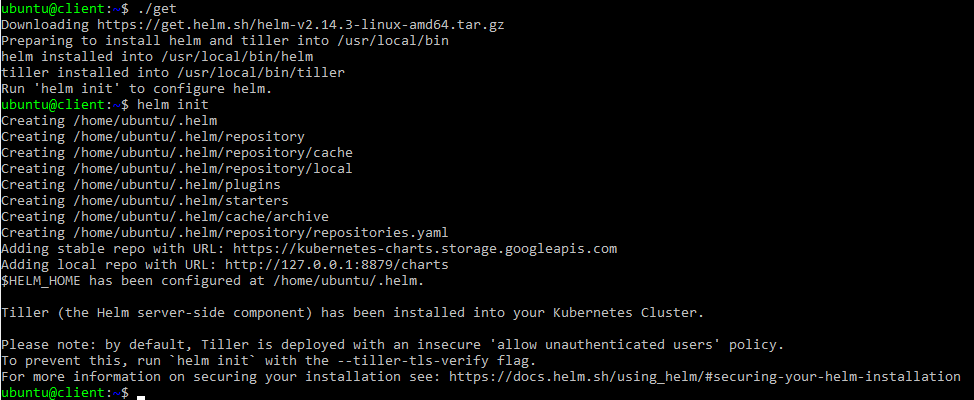 ubuntu@client:~$ ./get
Downloading https://get.helm.sh/helm-v2.14.3-linux-amd64.tar.gz
Preparing to install helm and tiller into /usr/local/bin
helm installed into /usr/local/bin/helm
tiller installed into /usr/local/bin/tiller
Run 'helm init' to configure helm.
ubuntu@client:~$ helm init
Creating /home/ubuntu/.helm
Creating /home/ubuntu/.helm/repository
Creating /home/ubuntu/.helm/repository/cache
Creating /home/ubuntu/.helm/repository/local
Creating /home/ubuntu/.helm/plugins
Creating /home/ubuntu/.helm/starters
Creating /home/ubuntu/.helm/cache/archive
Creating /home/ubuntu/.helm/repository/repositories.yaml
Adding stable repo with URL: https://kubernetes-charts.storage.googleapis.com
Adding local repo with URL: http://127.0.0.1:8879/charts
$HELM_HOME has been configured at /home/ubuntu/.helm.
Tiller (the Helm server-side component) has been installed into your Kubernetes Cluster.
Please note: by default, Tiller is deployed with an insecure 'allow unauthenticated users' policy.
To prevent this, run `helm init` with the --tiller-tls-verify flag.
For more information on securing your installation see: https://docs.helm.sh/using_helm/#securing-your-helm-installation
ubuntu@client:~$